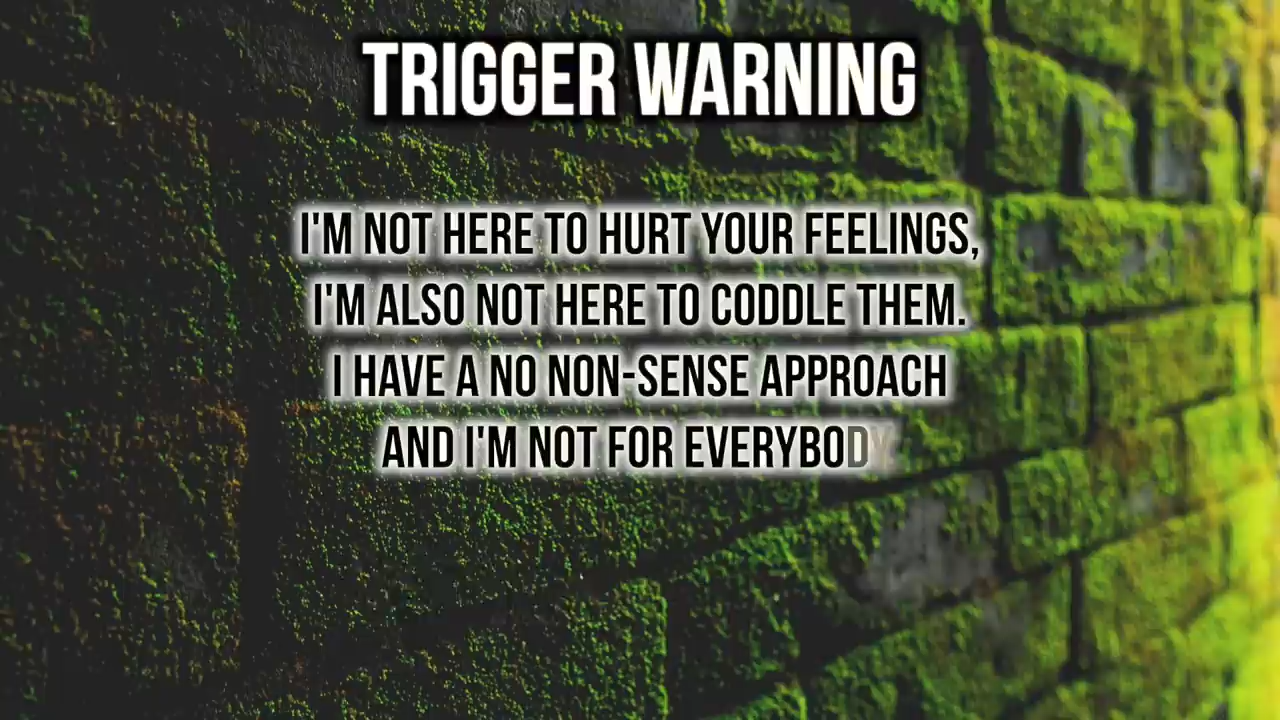 TRIGGER WARNING
I'M NOT HERE TO HURT YOUR FEELINGS,
I'M ALSO NOT HERE TO CODDLE THEM.
I HAVE A NO NON-SENSE APPROACH
AND I'M NOT FOR EVERYBODY.